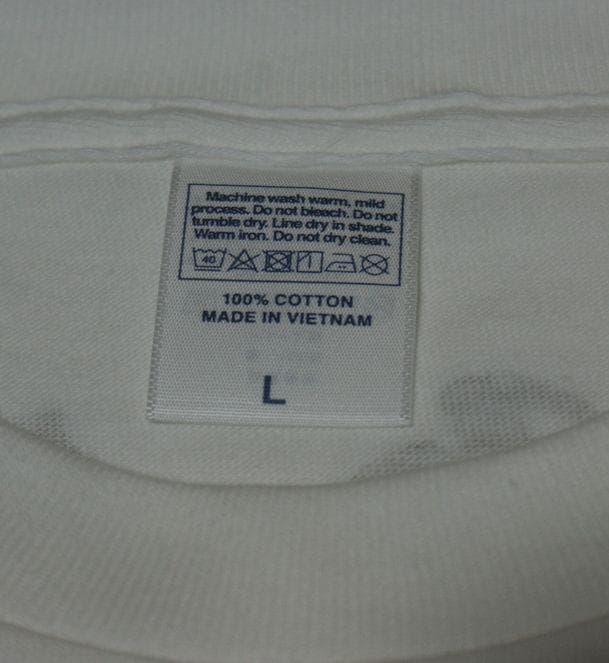 Machine wash warm, mild
process. Do not bleach. Do not
tumble dry. Line dry in shade.
Warm iron. Do not dry clean.
40
100% COTTON
MADE IN VIETNAM
L